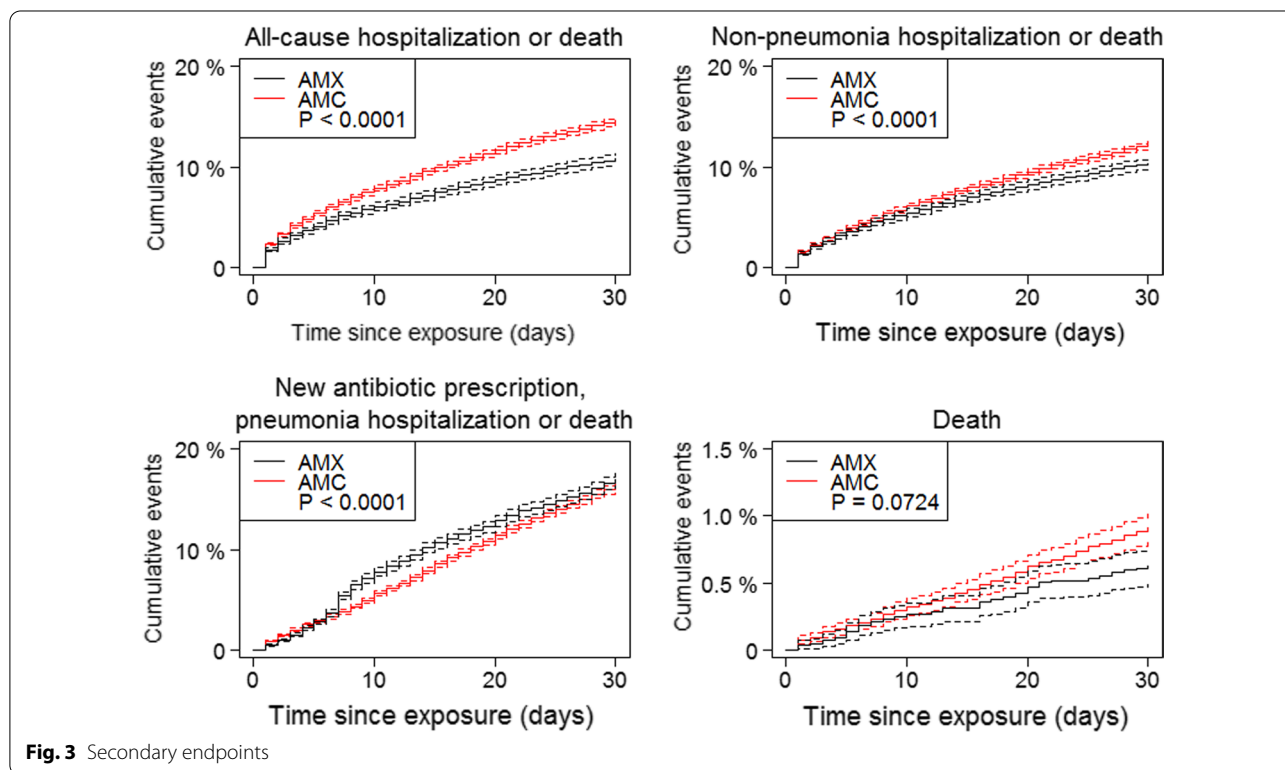 All-cause hospitalization or death
20 %
10 %
0
Cumulative events
AMX
AMC
P < 0.0001
0 10 20 30
Time since exposure (days)
Non-pneumonia hospitalization or death
20 %
10 %
0
Cumulative events
AMX
AMC
P < 0.0001
0 10 20 30
Time since exposure (days)
New antibiotic prescription,
pneumonia hospitalization or death
20 %
10 %
0
Cumulative events
AMX
AMC
P < 0.0001
0 10 20 30
Time since exposure (days)
Death
1.5 %
1.0 %
0.5 %
0
Cumulative events
AMX
AMC
P = 0.0724
0 10 20 30
Time since exposure (days)
Fig. 3 Secondary endpoints